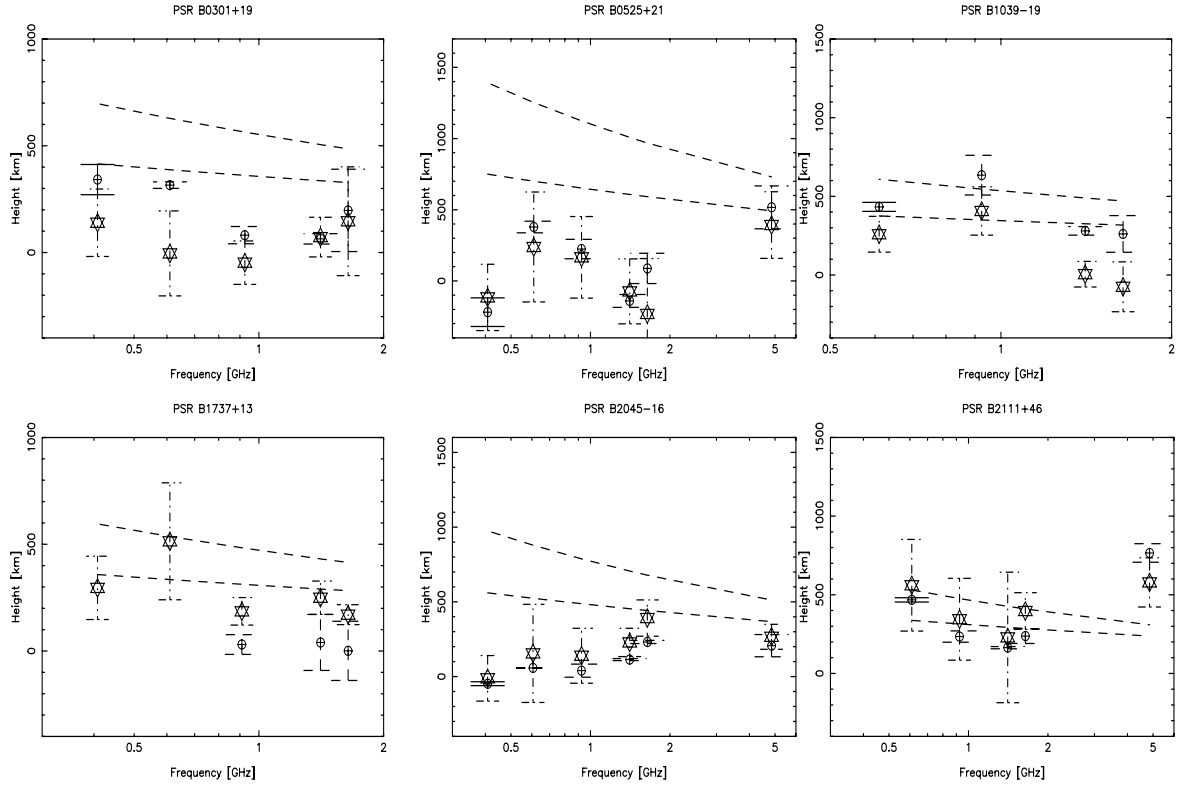 PSR B0301+19
PSR B0525+21
PSR B1039−19
Height [km]
1000
500
0
0.5
1
2
Frequency [GHz]
Height [km]
1500
1000
500
0
0.5
1
2
5
Frequency [GHz]
Height [km]
1500
1000
500
0
0.5
1
2
Frequency [GHz]
PSR B1737+13
PSR B2045−16
PSR B2111+46
Height [km]
1000
500
0
0.5
1
2
Frequency [GHz]
Height [km]
1500
1000
500
0
0.5
1
2
5
Frequency [GHz]
Height [km]
1500
1000
500
0
0.5
1
2
5
Frequency [GHz]